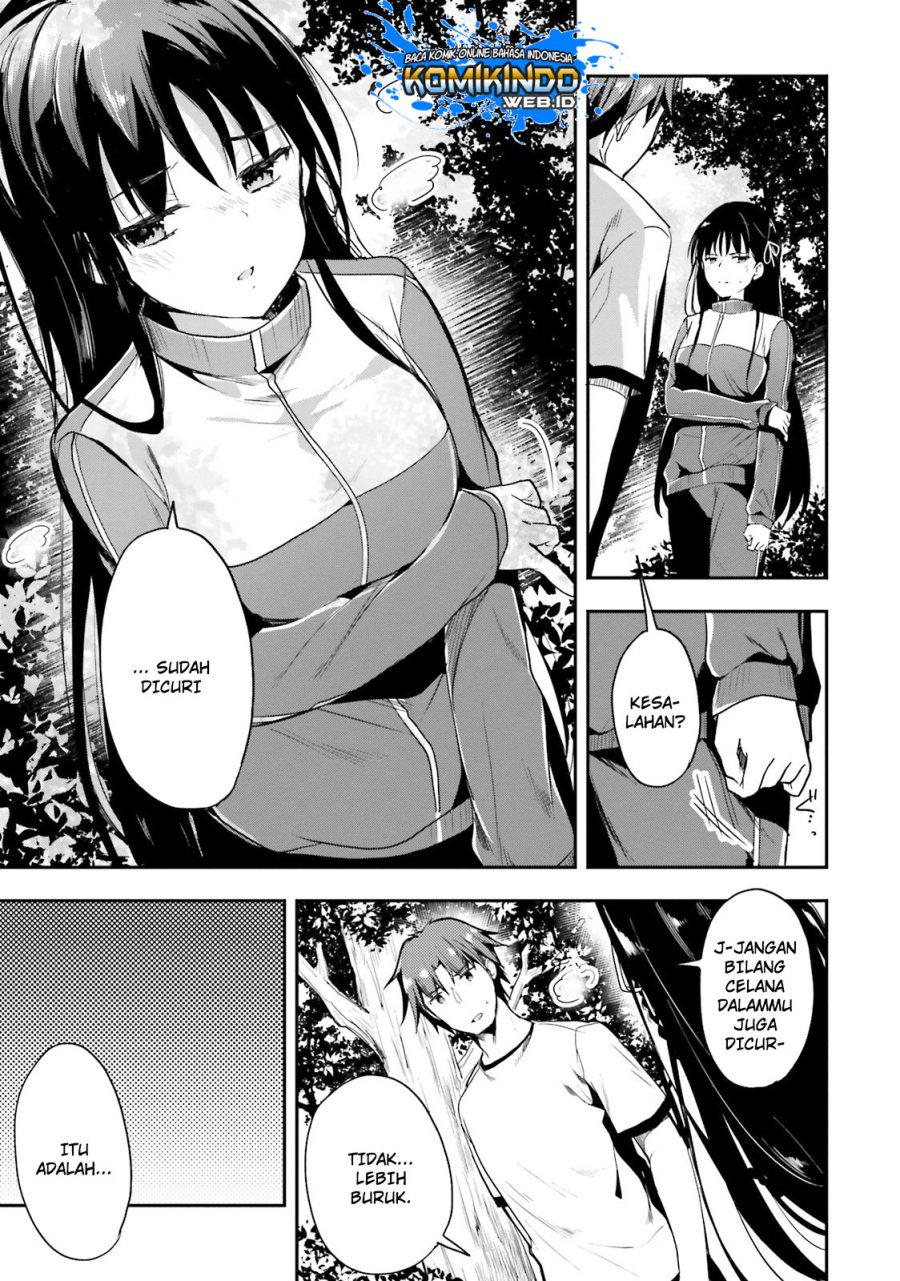 BACA KOMIK ONLINE BAHASA INDONESIA
KOMIKINDO
WEB.ID
KESA-
LAHAN?
... SUDAH
DICURI
J-JANGAN
BILANG
CELANA
DALAMMU
JUGA
DICUR-
TIDAK...
LEBIH
BURUK.
ITU
ADALAH...